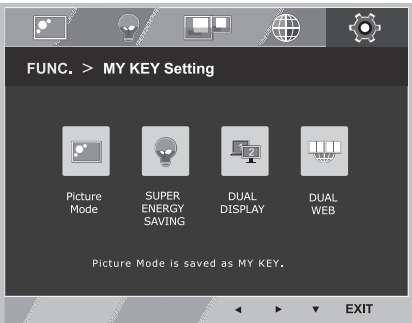 FUNC. > MY KEY Setting
2
Picture
Mode
SUPER
ENERGY
SAVING
DUAL
DISPLAY
DUAL
WEB
Picture Mode is saved as MY KEY.
◄ ► ▼ EXIT